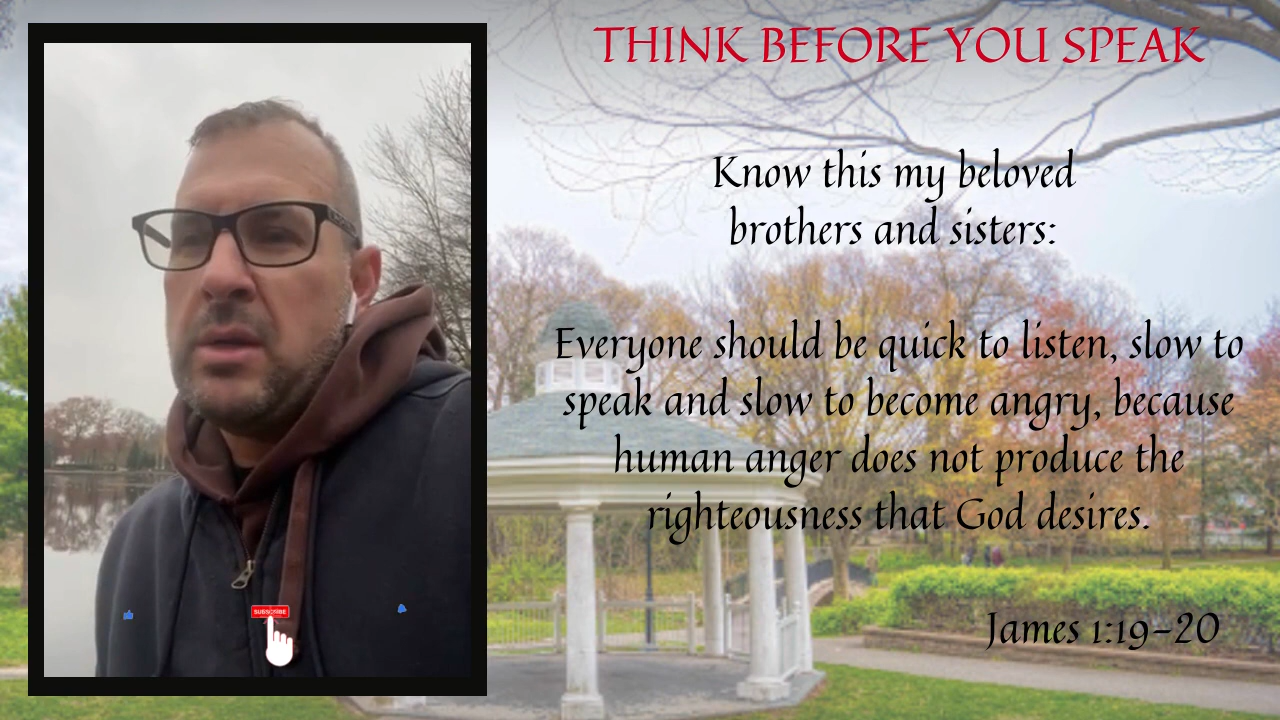 THINK BEFORE YOU SPEAK
Know this my beloved
brothers and sisters:
Everyone should be quick to listen, slow to
speak and slow to become angry, because
human anger does not produce the
righteousness that God desires.
James 1:19-20
SUBSCRIBE